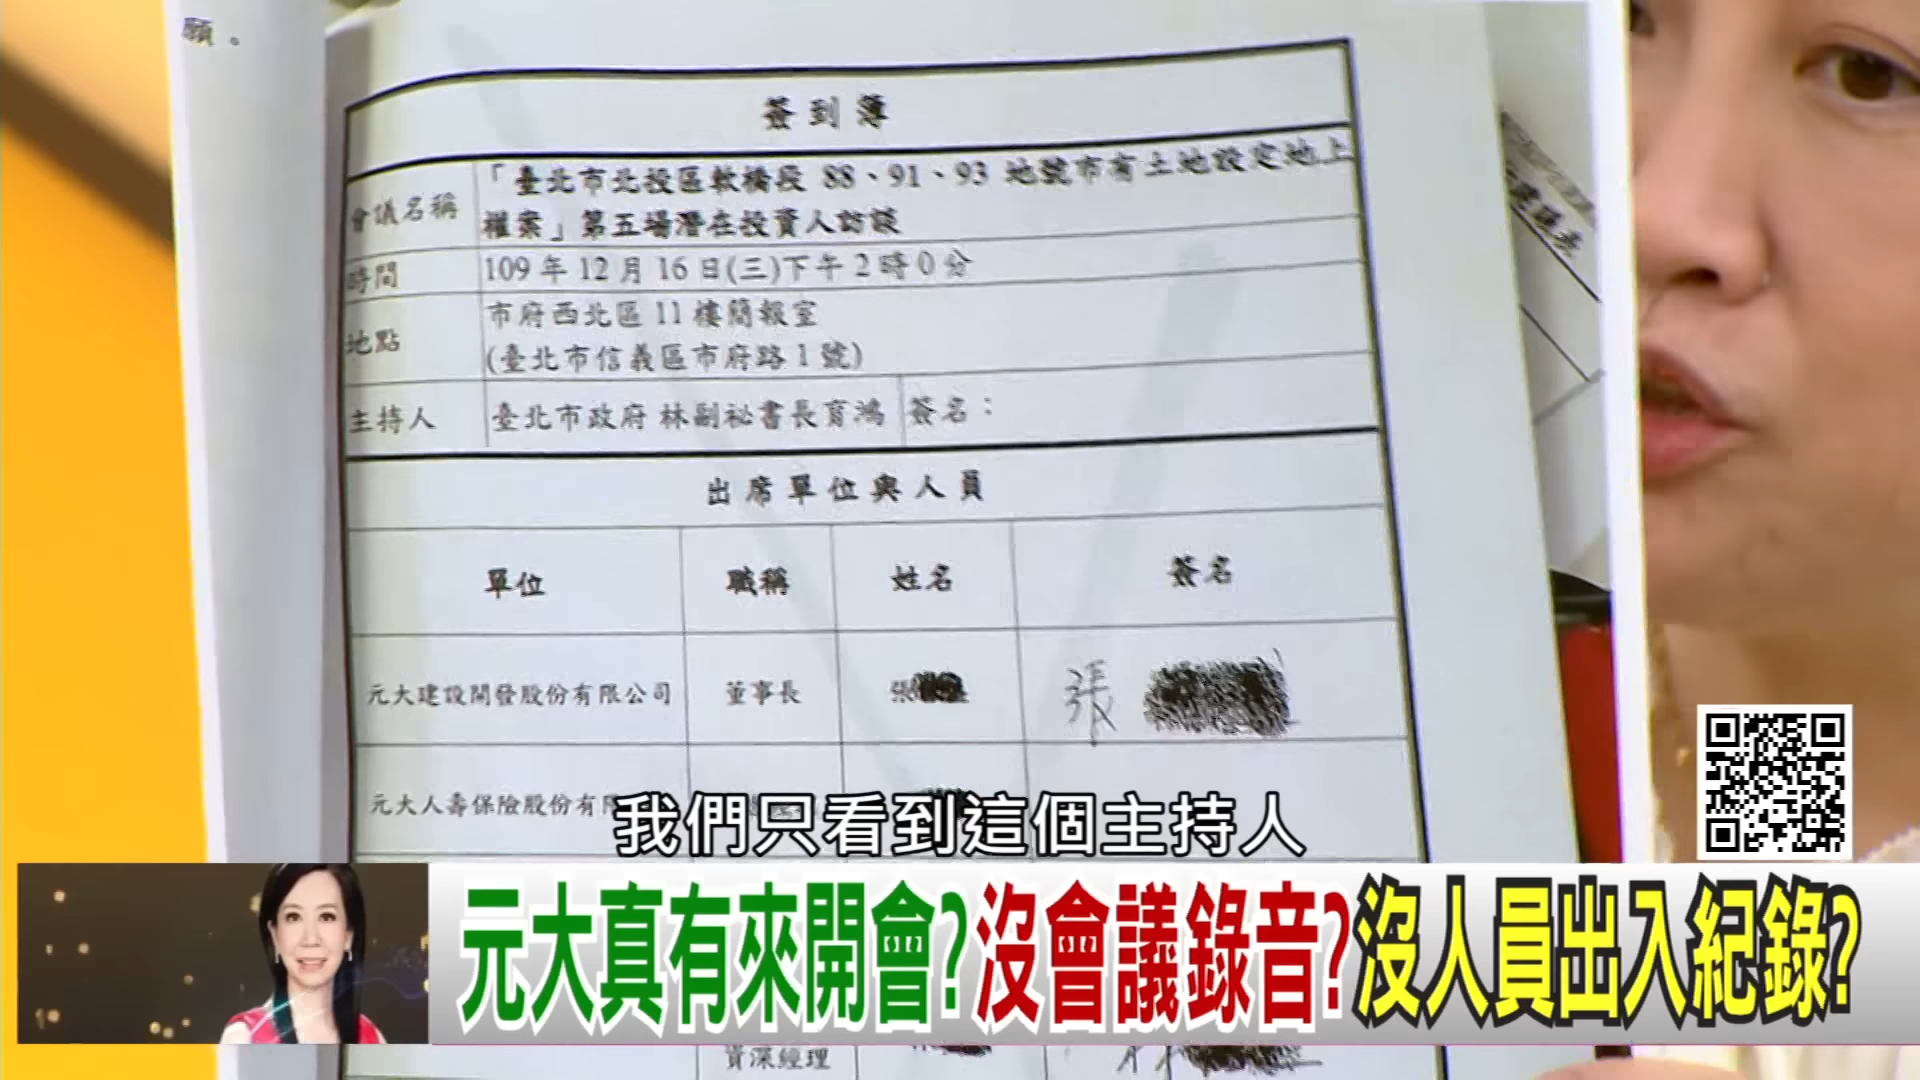 願。
簽到簿
會議名稱
「臺北市北投區軟橋段 88、91、93 地號市有土地設定地上
權案」第五場潛在投資人訪談
時間
109 年 12 月 16 日(三)下午 2 時 0 分
地點
市府西北區 11 樓簡報室
(臺北市信義區市府路 1 號)
主持人
臺北市政府 林副祕書長育鴻
簽名：
出席單位與人員
單位 職稱 姓名 簽名
元大建設開發股份有限公司 董事長 張 張
元大人壽保險股份有
我們只看到這個主持人
元大真有來開會?沒會議錄音?沒人員出入紀錄?
資深經理